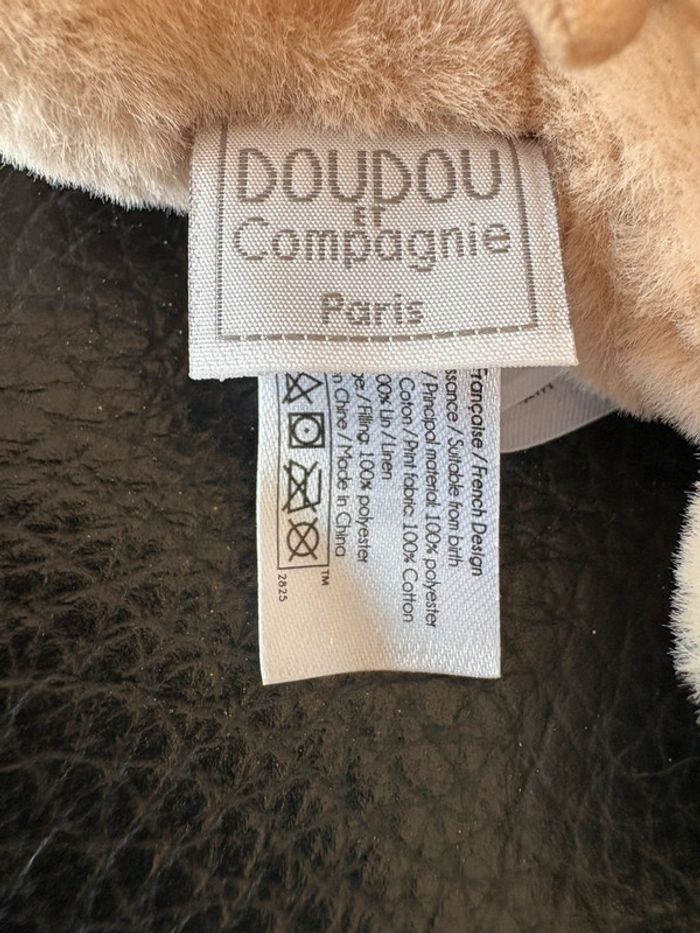 DOUDOU
ET
Compagnie
Paris
Française / French Design
ssance / Suitable from birth
/ Principal material: 100% polyester
Coton / Print fabric: 100% Cotton
00% Lin / Linen
ge / Filling: 100% polyester
n Chine / Made in China
TM
2825